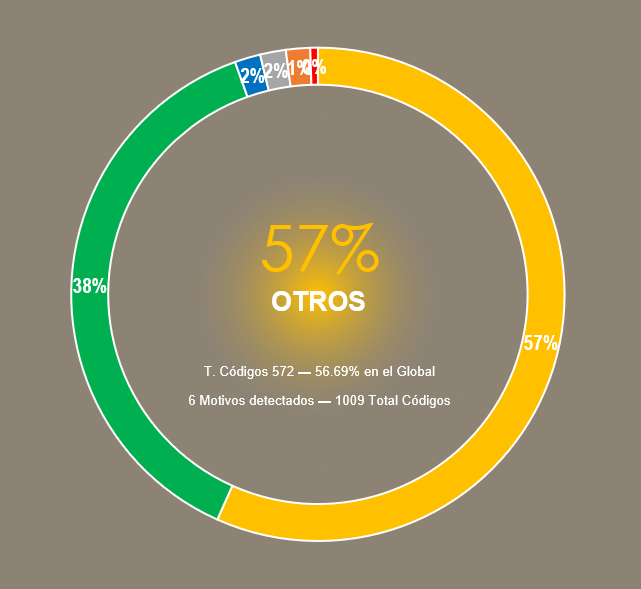 2%
2%
1%
0%
57%
OTROS
38%
57%
T. Códigos 572 — 56.69% en el Global
6 Motivos detectados — 1009 Total Códigos